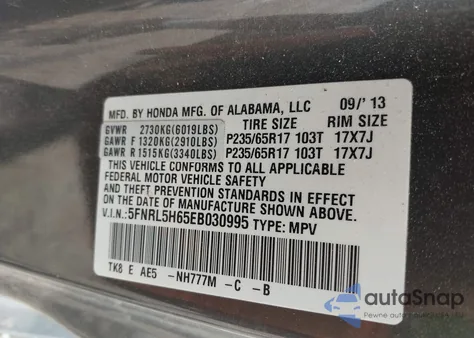 MFD. BY HONDA MFG. OF ALABAMA, LLC 09/'13
GVWR 2730KG(6019LBS) TIRE SIZE RIM SIZE
GAWR F 1320KG(2910LBS) P235/65R17 103T 17X7J
GAWR R 1515KG(3340LBS) P235/65R17 103T 17X7J
THIS VEHICLE CONFORMS TO ALL APPLICABLE
FEDERAL MOTOR VEHICLE SAFETY
AND THEFT PREVENTION STANDARDS IN EFFECT
ON THE DATE OF MANUFACTURE SHOWN ABOVE.
V.I.N: 5FNRL5H65EB030995 TYPE: MPV
TK8 E AE5 -NH777M -C -B
autoSnap
Pewne auto